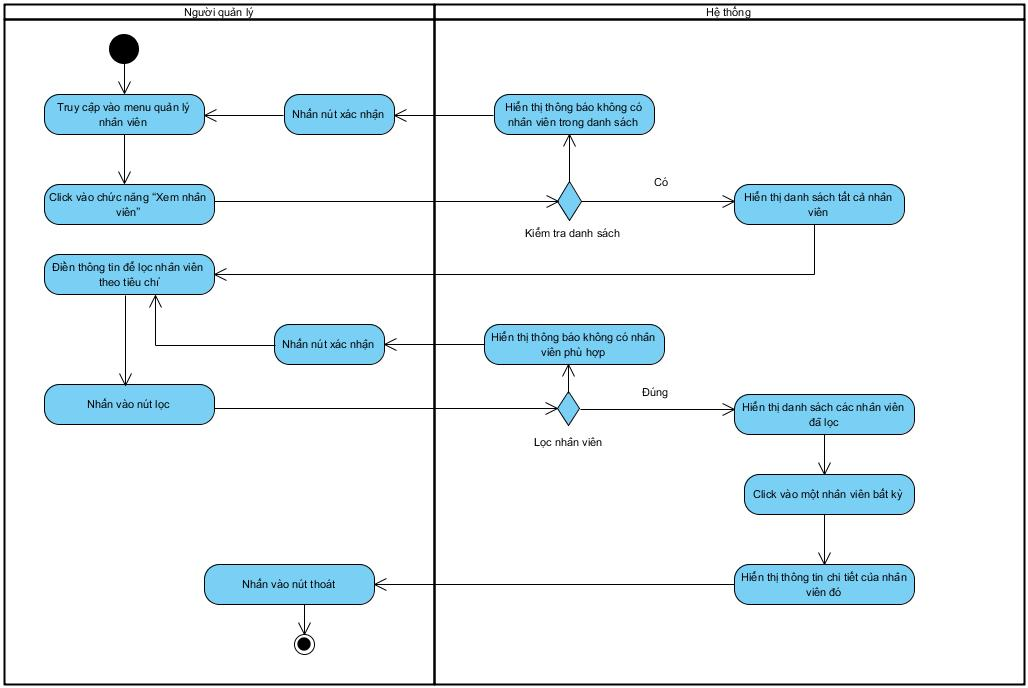 Người quản lý
Hệ thống
Truy cập vào menu quản lý
nhân viên
Nhấn nút xác nhận
Hiển thị thông báo không có
nhân viên trong danh sách
Click vào chức năng “Xem nhân
viên”
Có
Hiển thị danh sách tất cả nhân
viên
Kiểm tra danh sách
Điền thông tin để lọc nhân viên
theo tiêu chí
Nhấn nút xác nhận
Hiển thị thông báo không có nhân
viên phù hợp
Nhấn vào nút lọc
Đúng
Hiển thị danh sách các nhân viên
đã lọc
Lọc nhân viên
Click vào một nhân viên bất kỳ
Nhấn vào nút thoát
Hiển thị thông tin chi tiết của nhân
viên đó